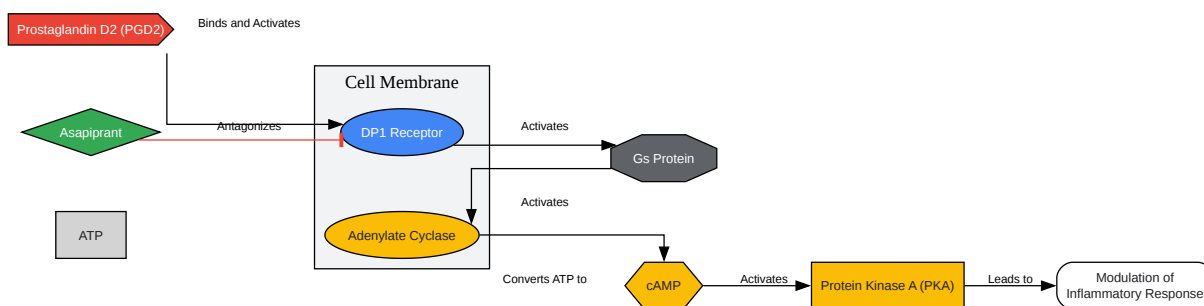 Prostaglandin D2 (PGD2)
Binds and Activates
Cell Membrane
Asapiprant
Antagonizes
DP1 Receptor
Activates
Gs Protein
Activates
ATP
Adenylate Cyclase
Converts ATP to
cAMP
Activates
Protein Kinase A (PKA)
Leads to
Modulation of
Inflammatory Response